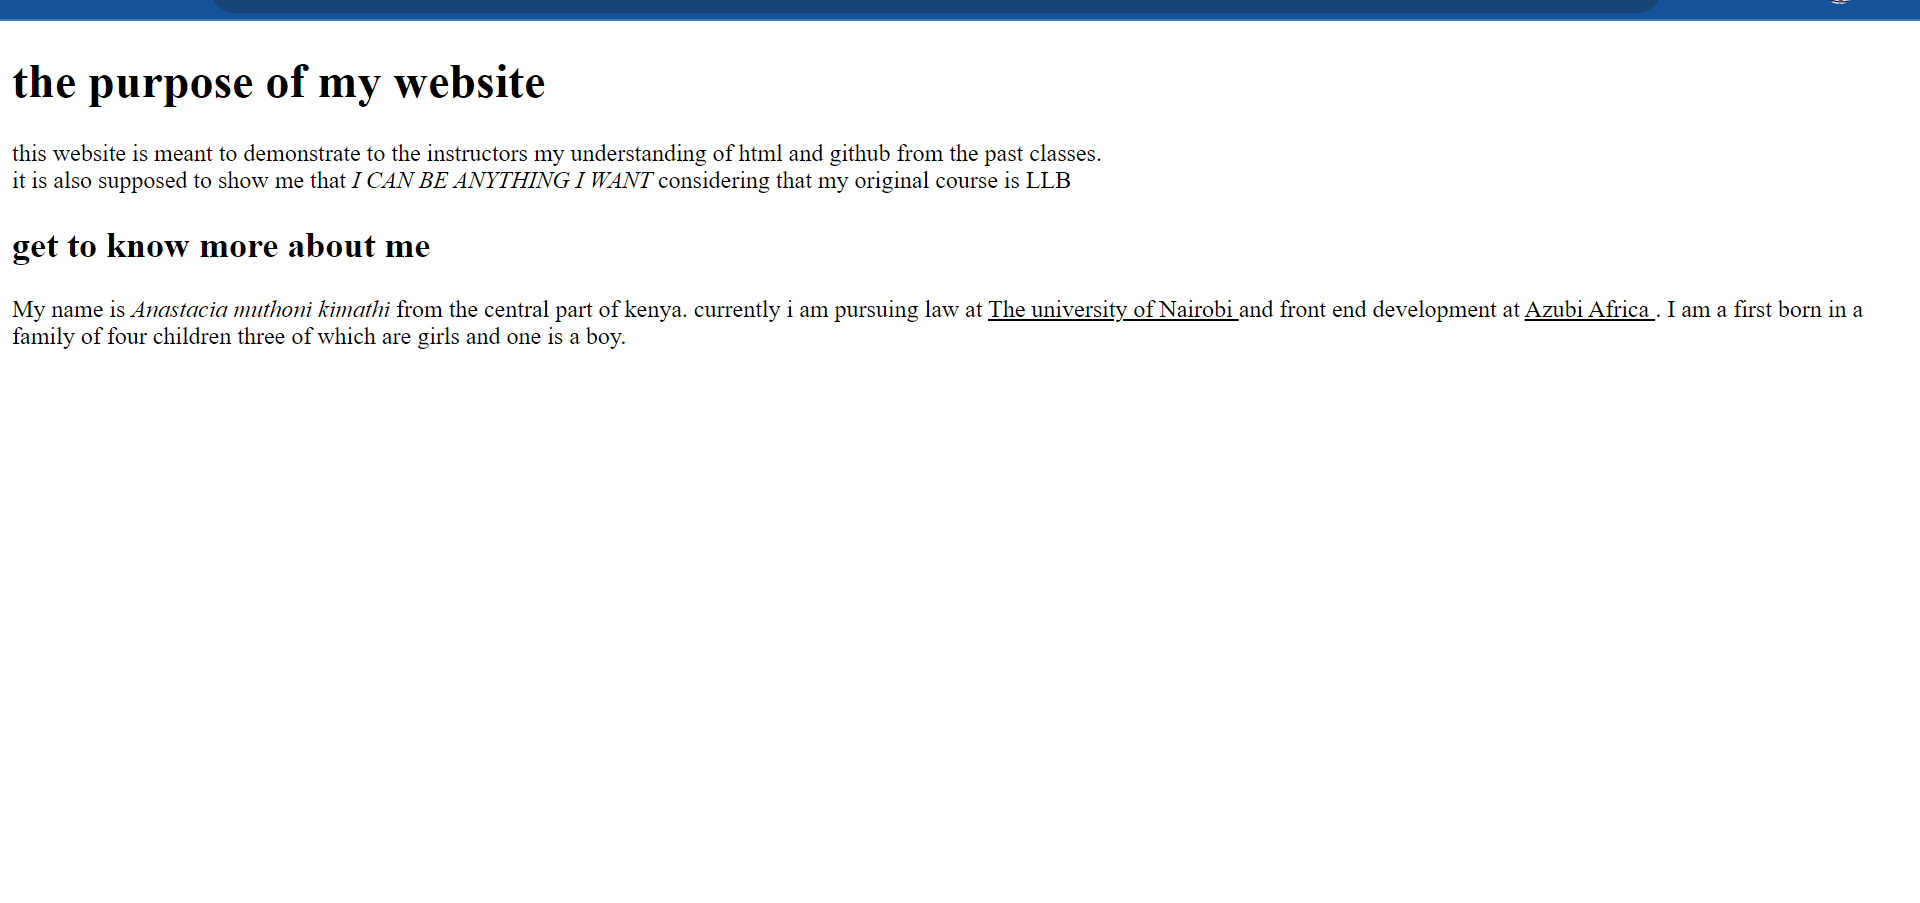 the purpose of my website
this website is meant to demonstrate to the instructors my understanding of html and github from the past classes.
it is also supposed to show me that I CAN BE ANYTHING I WANT considering that my original course is LLB
get to know more about me
My name is Anastacia muthoni kimathi from the central part of kenya. currently i am pursuing law at The university of Nairobi and front end development at Azubi Africa . I am a first born in a
family of four children three of which are girls and one is a boy.